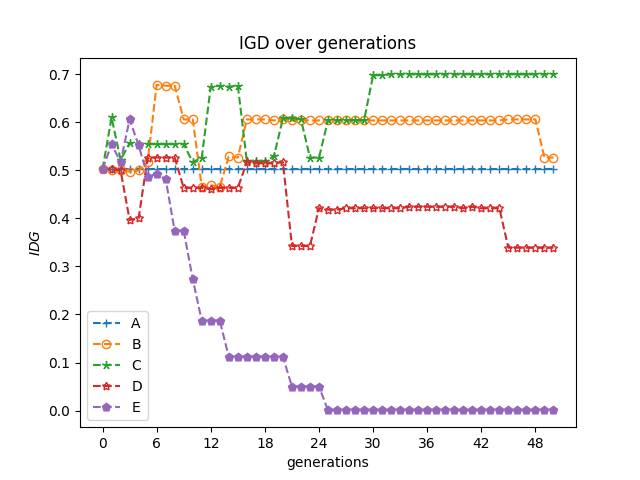 IGD over generations
IDG
0.7
0.6
0.5
0.4
0.3
0.2
0.1
0.0
A
B
C
D
E
0 6 12 18 24 30 36 42 48
generations